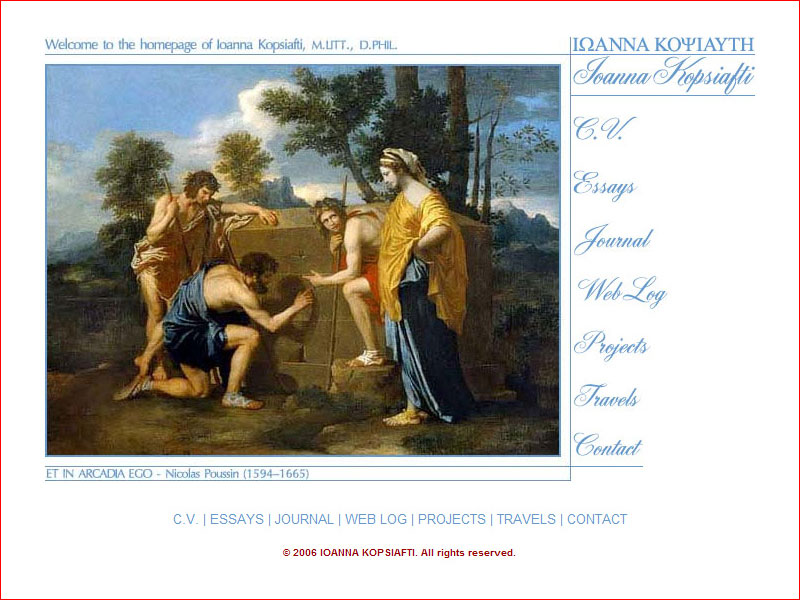 Welcome to the homepage of Ioanna Kopsiafti, M.LITT., D.PHIL.
ΙΩΑΝΝΑ ΚΟΨΙΑΥΤΗ
Ioanna Kopsiafti
C.V.
Essays
Journal
Web Log
Projects
Travels
Contact
ET IN ARCADIA EGO - Nicolas Poussin (1594–1665)
C.V. | ESSAYS | JOURNAL | WEB LOG | PROJECTS | TRAVELS | CONTACT
© 2006 IOANNA KOPSIAFTI. All rights reserved.